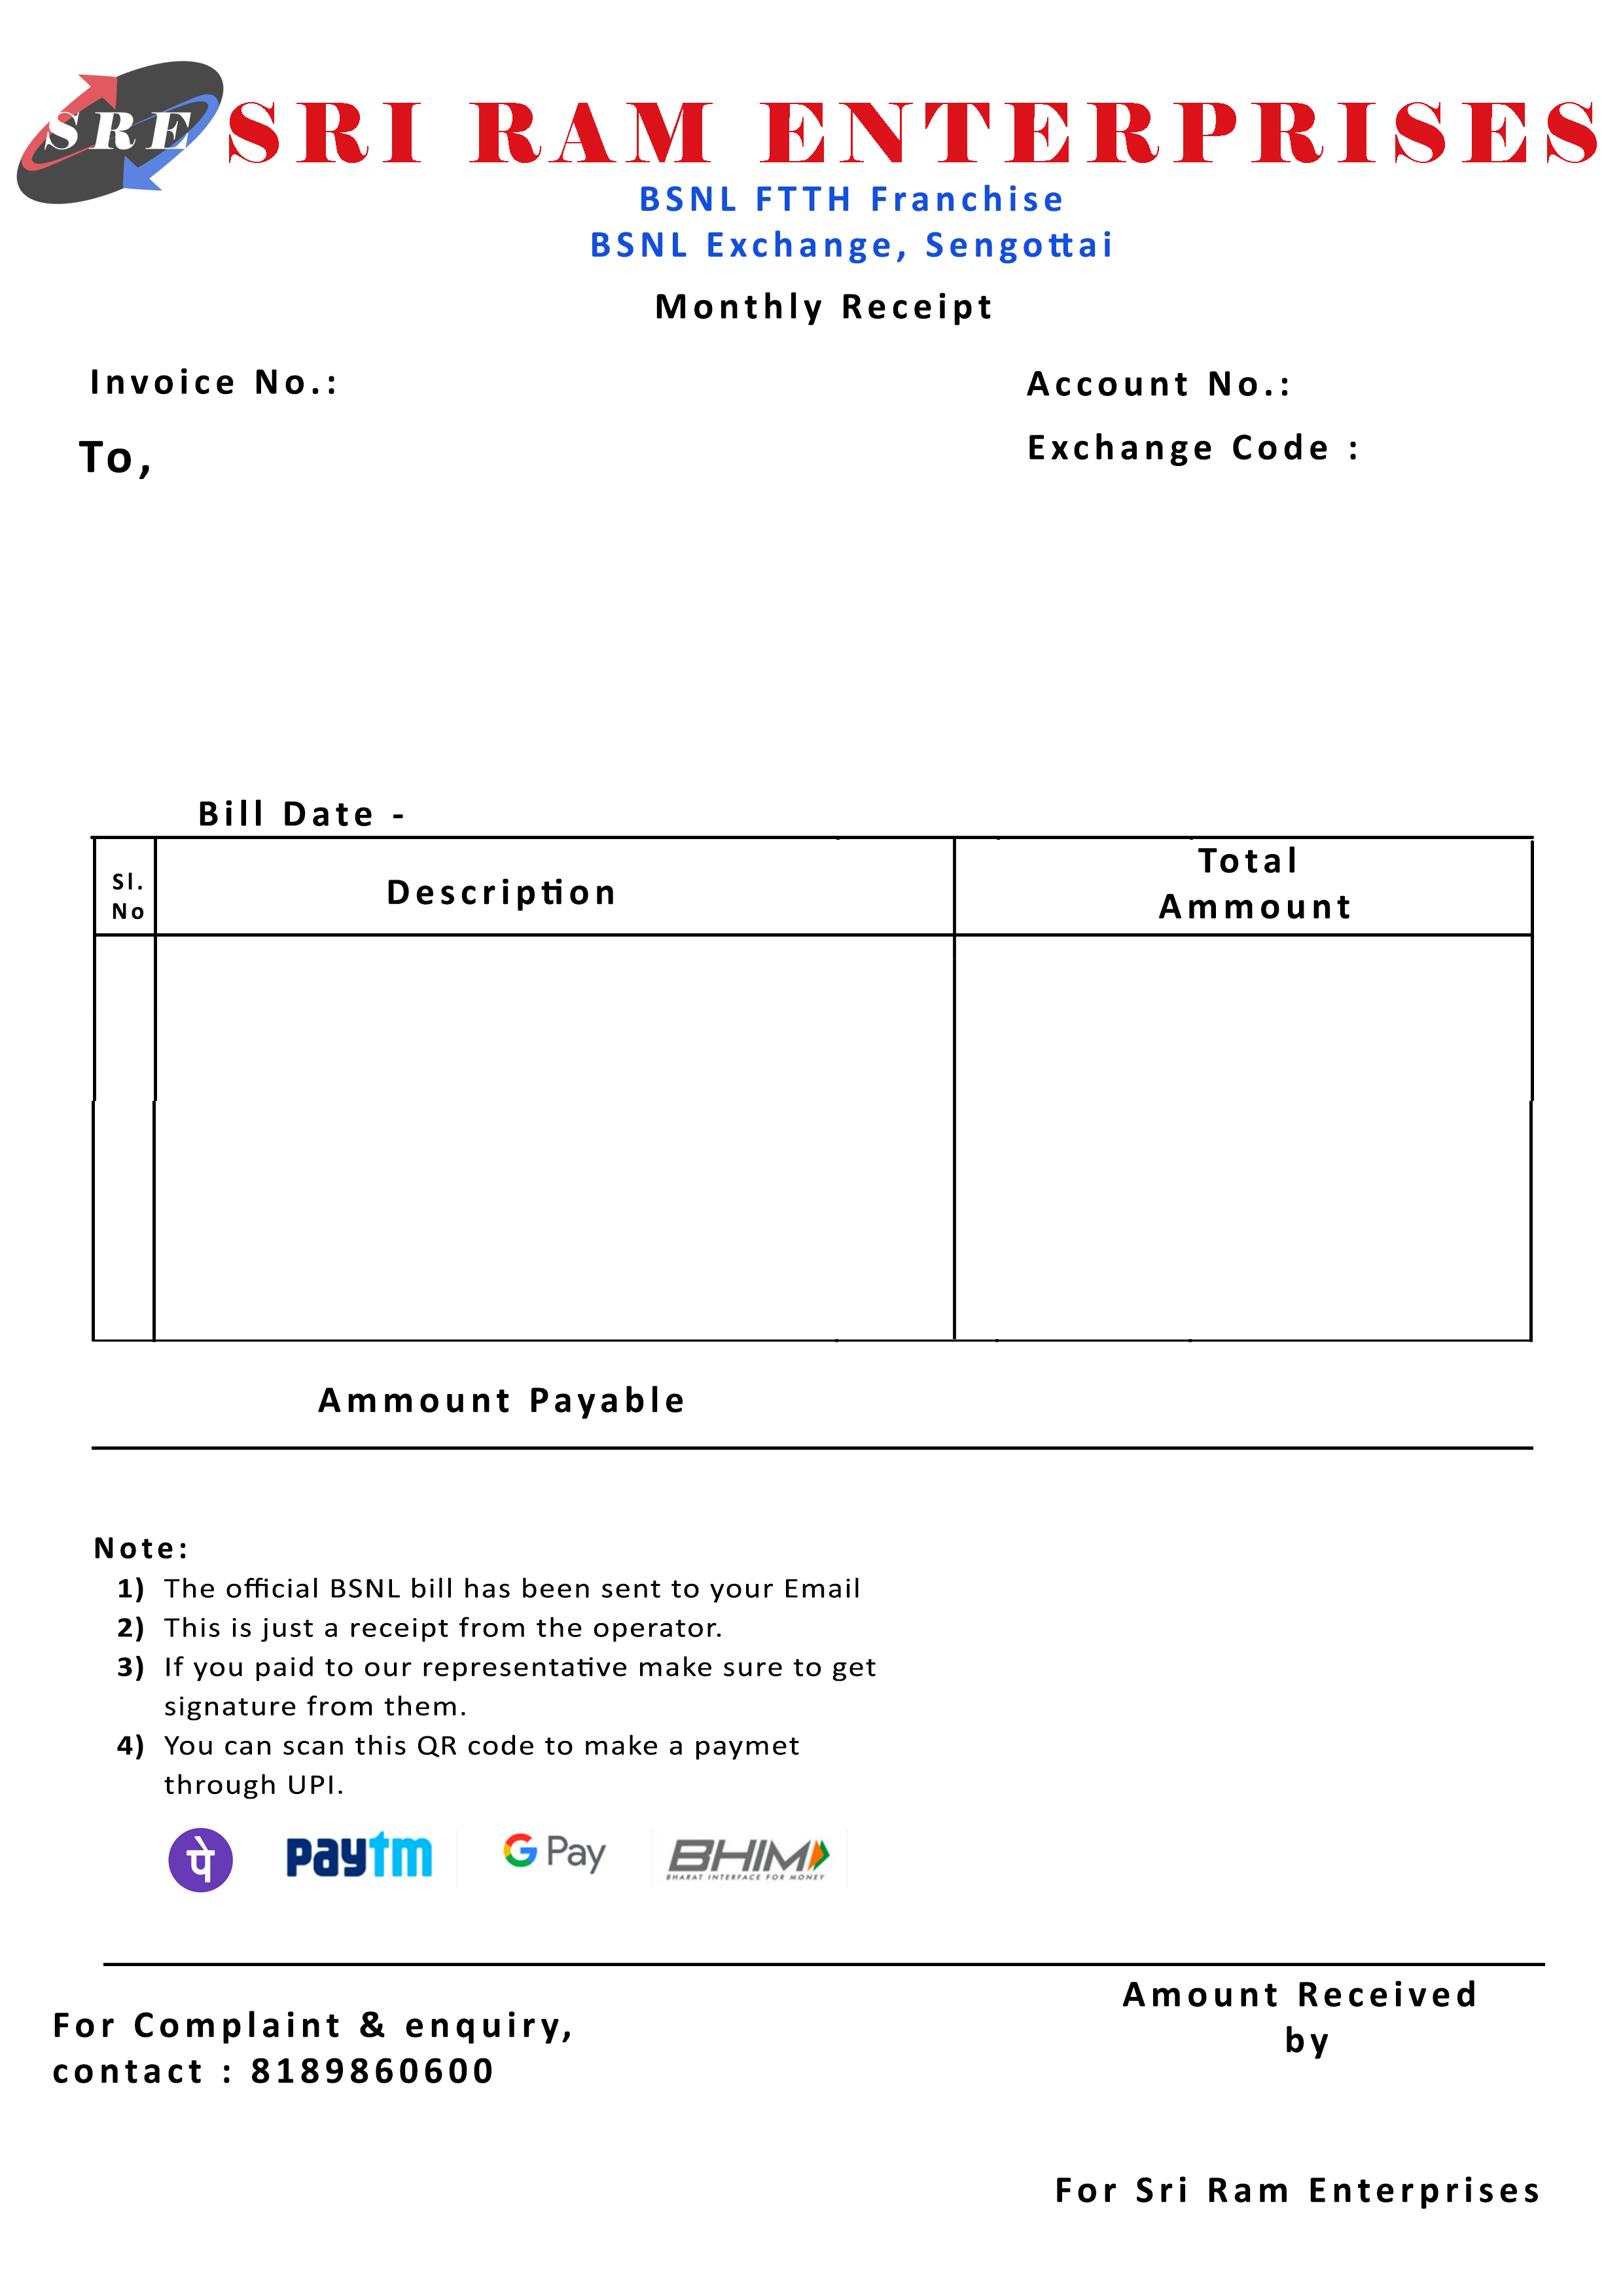 SRE
SRI RAM ENTERPRISES
BSNL FTTH Franchise
BSNL Exchange, Sengottai
Monthly Receipt
Invoice No.:
Account No.:
To,
Exchange Code :
Bill Date -
Sl.
No
Description
Total
Ammount
Ammount Payable
Note:
1) The official BSNL bill has been sent to your Email
2) This is just a receipt from the operator.
3) If you paid to our representative make sure to get
signature from them.
4) You can scan this QR code to make a paymet
through UPI.
पे
paytm
G Pay
BHIM
BHARAT INTERFACE FOR MONEY
Amount Received
by
For Complaint & enquiry,
contact : 8189860600
For Sri Ram Enterprises